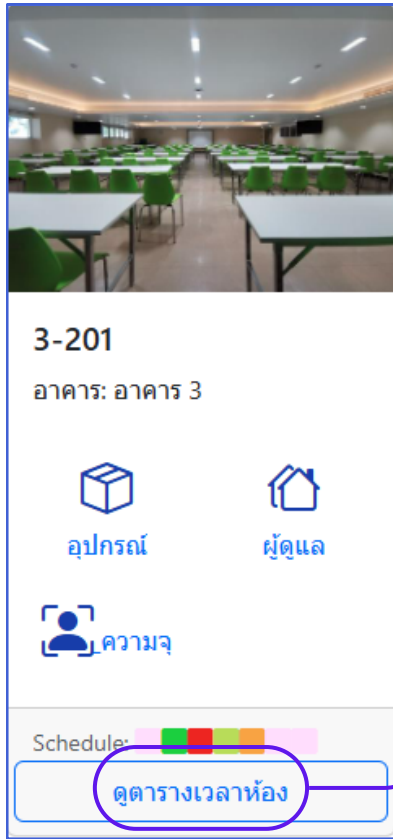 3-201
อาคาร: อาคาร 3
อุปกรณ์ ผู้ดูแล
ความจุ
Schedule:
ดูตารางเวลาห้อง